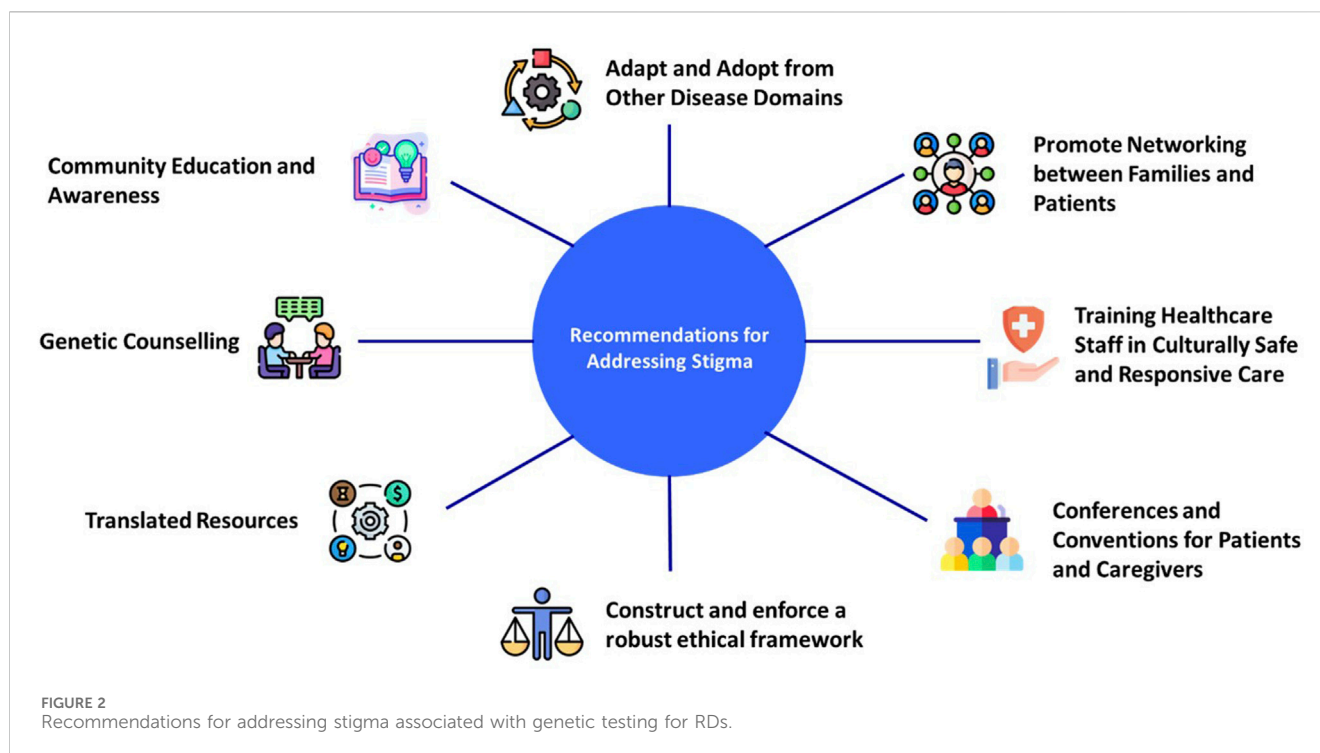 Adapt and Adopt from
Other Disease Domains
Promote Networking
between Families and
Patients
Community Education and
Awareness
Training Healthcare
Staff in Culturally Safe
and Responsive Care
Genetic Counselling
Recommendations for
Addressing Stigma
Conferences and
Conventions for Patients
and Caregivers
Translated Resources
Construct and enforce a
robust ethical framework
FIGURE 2
Recommendations for addressing stigma associated with genetic testing for RDs.